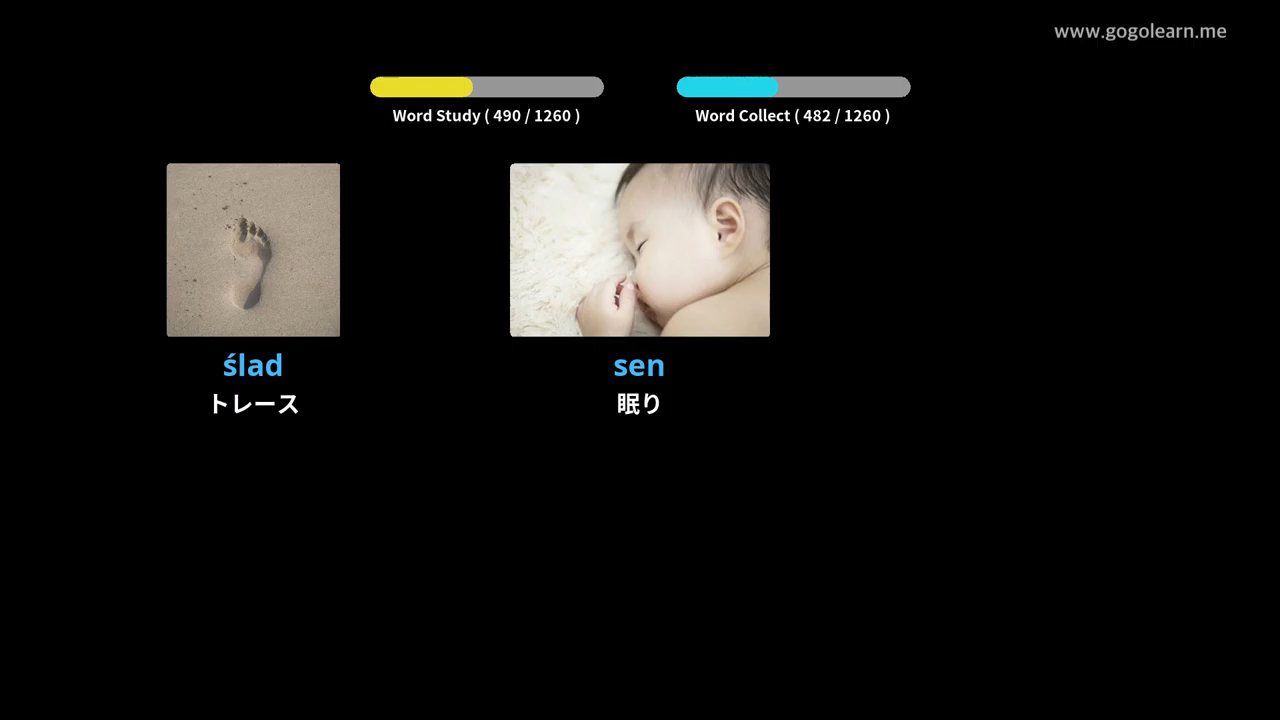 www.gogolearn.me
Word Study ( 490 / 1260 )
Word Collect ( 482 / 1260 )
ślad
トレース
sen
眠り